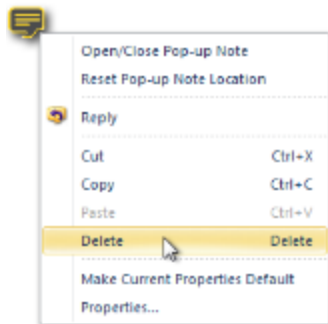 Open/Close Pop-up Note
Reset Pop-up Note Location
Reply
Cut Ctrl+X
Copy Ctrl+C
Paste Ctrl+V
Delete Delete
Make Current Properties Default
Properties...